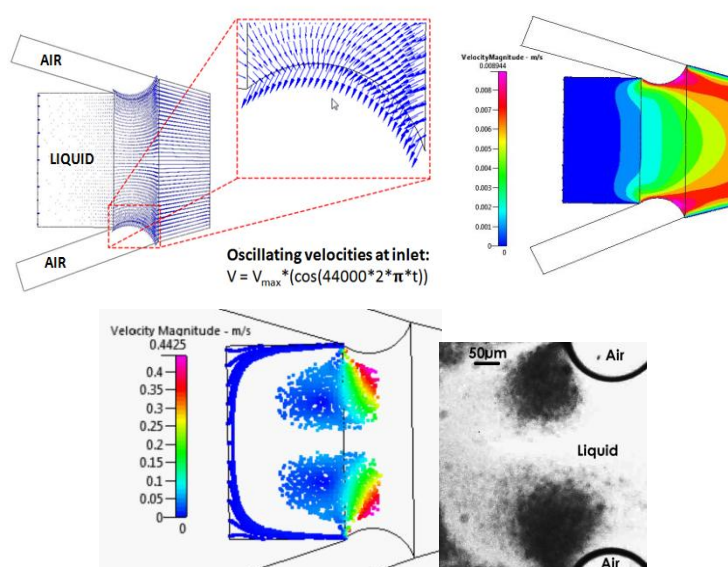 AIR
LIQUID
AIR
Oscillating velocities at inlet:
V = Vmax*(cos(44000*2*π*t))
VelocityMagnitude - m/s
0.008944
0.008
0.007
0.006
0.005
0.004
0.003
0.002
0.001
0
Velocity Magnitude - m/s
0.4425
0.4
0.35
0.3
0.25
0.2
0.15
0.1
0.05
0
50µm
Air
Liquid
Air